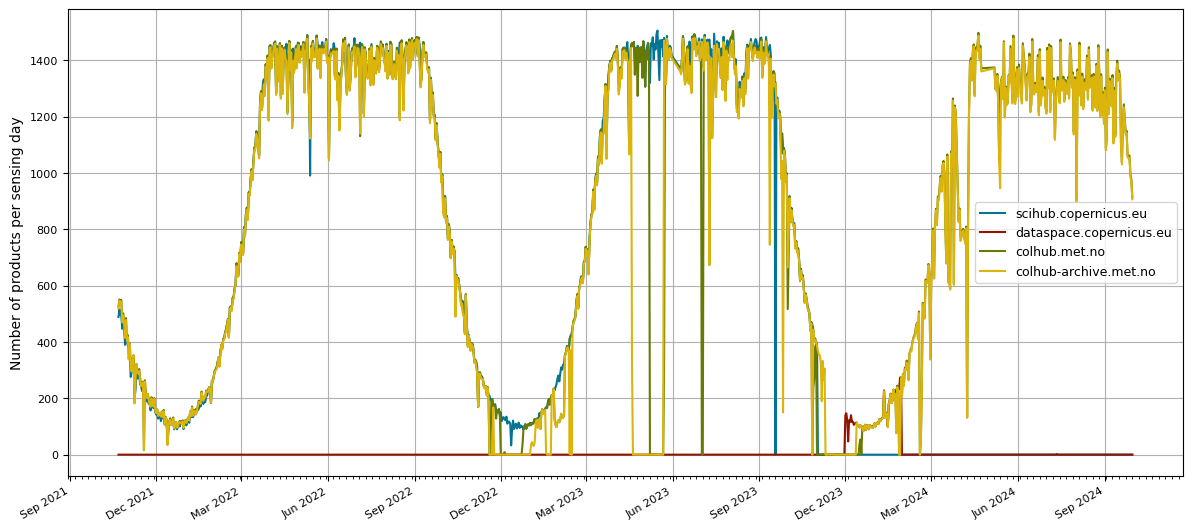 Number of products per sensing day
1400
1200
1000
800
600
400
200
0
scihub.copernicus.eu
dataspace.copernicus.eu
colhub.met.no
colhub-archive.met.no
Sep 2021
Dec 2021
Mar 2022
Jun 2022
Sep 2022
Dec 2022
Mar 2023
Jun 2023
Sep 2023
Dec 2023
Mar 2024
Jun 2024
Sep 2024